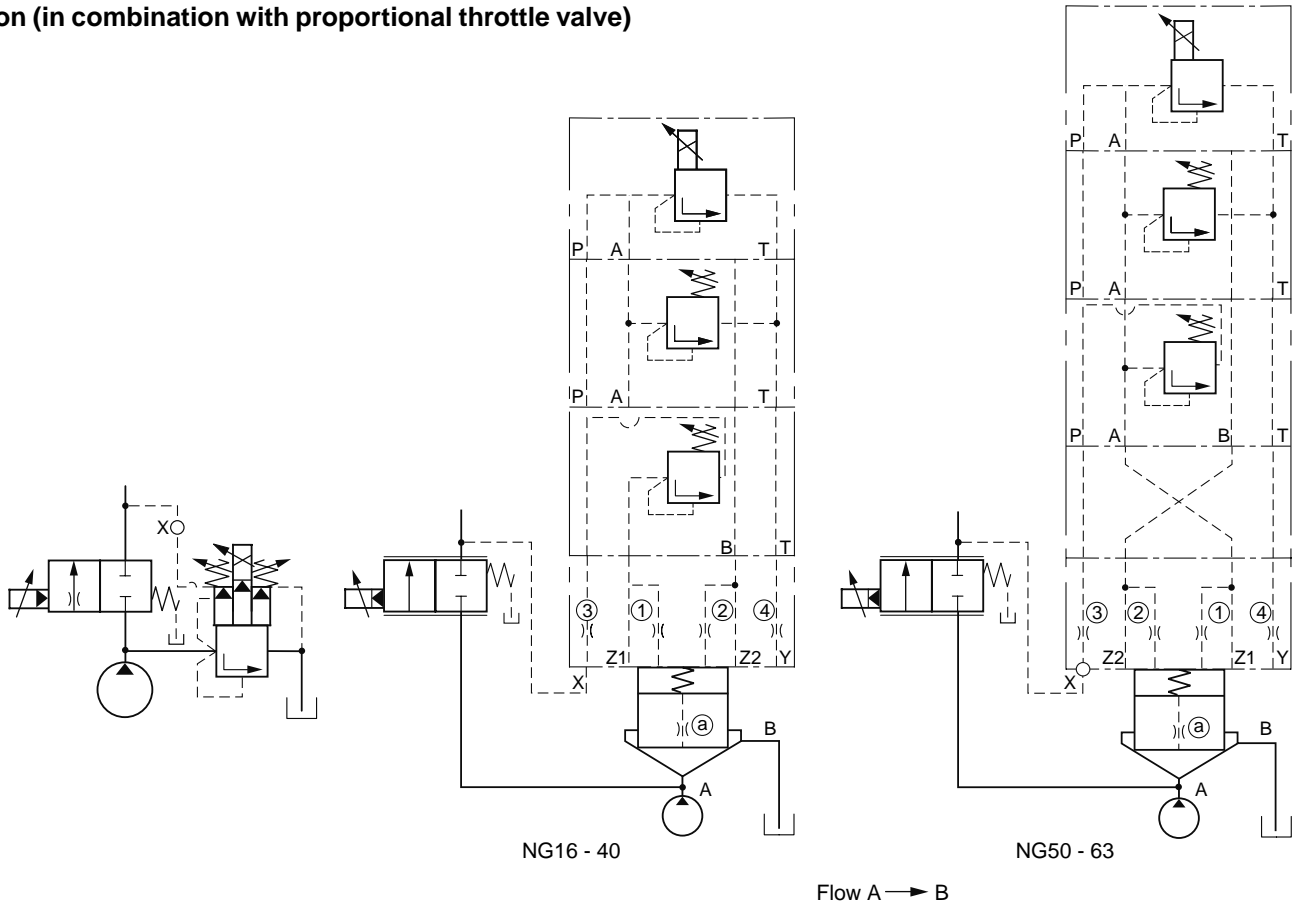 on (in combination with proportional throttle valve)
X
P A T
P A T
B T
3 1 2 4
Z1 Z2 Y
X
a
B
A
NG16 - 40
P A T
P A T
P A B T
3 2 1 4
Z2 Z1 Y
X
a
B
A
NG50 - 63
Flow A B